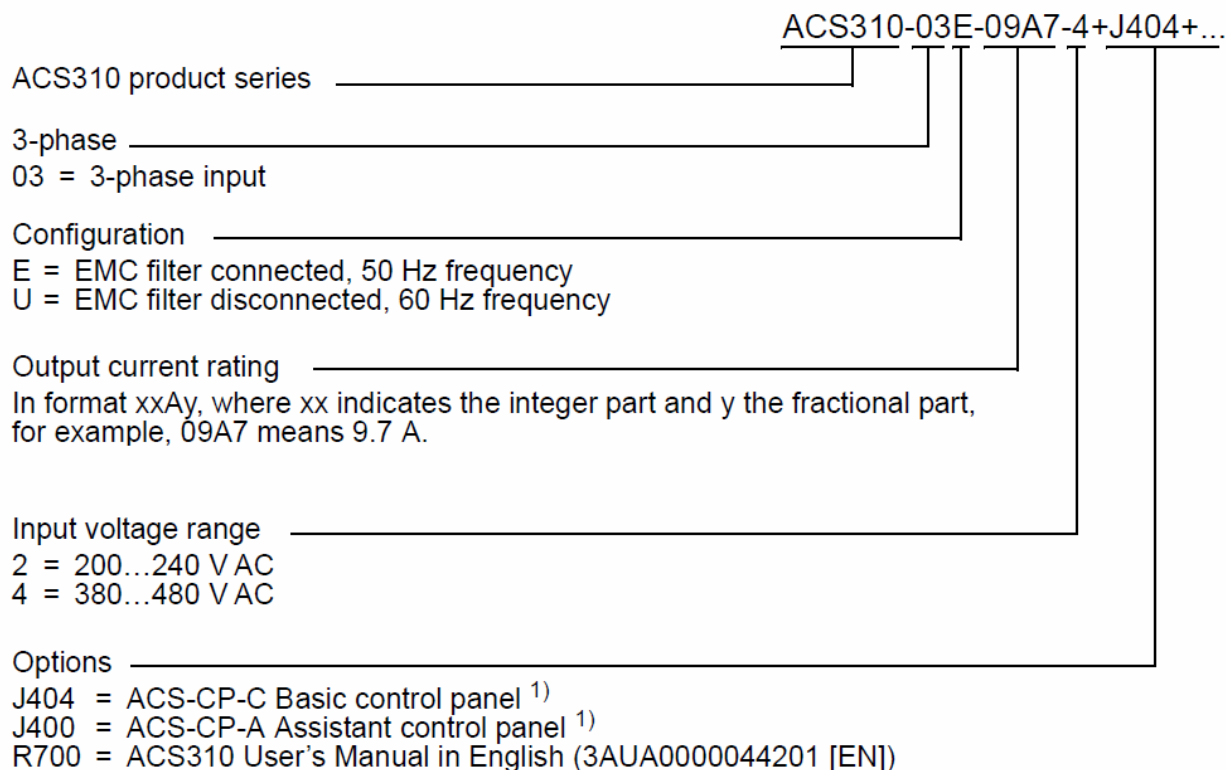 ACS310-03E-09A7-4+J404+...
ACS310 product series
3-phase
03 = 3-phase input
Configuration
E = EMC filter connected, 50 Hz frequency
U = EMC filter disconnected, 60 Hz frequency
Output current rating
In format xxAy, where xx indicates the integer part and y the fractional part,
for example, 09A7 means 9.7 A.
Input voltage range
2 = 200...240 V AC
4 = 380...480 V AC
Options
J404 = ACS-CP-C Basic control panel 1)
J400 = ACS-CP-A Assistant control panel 1)
R700 = ACS310 User's Manual in English (3AUA0000044201 [EN])